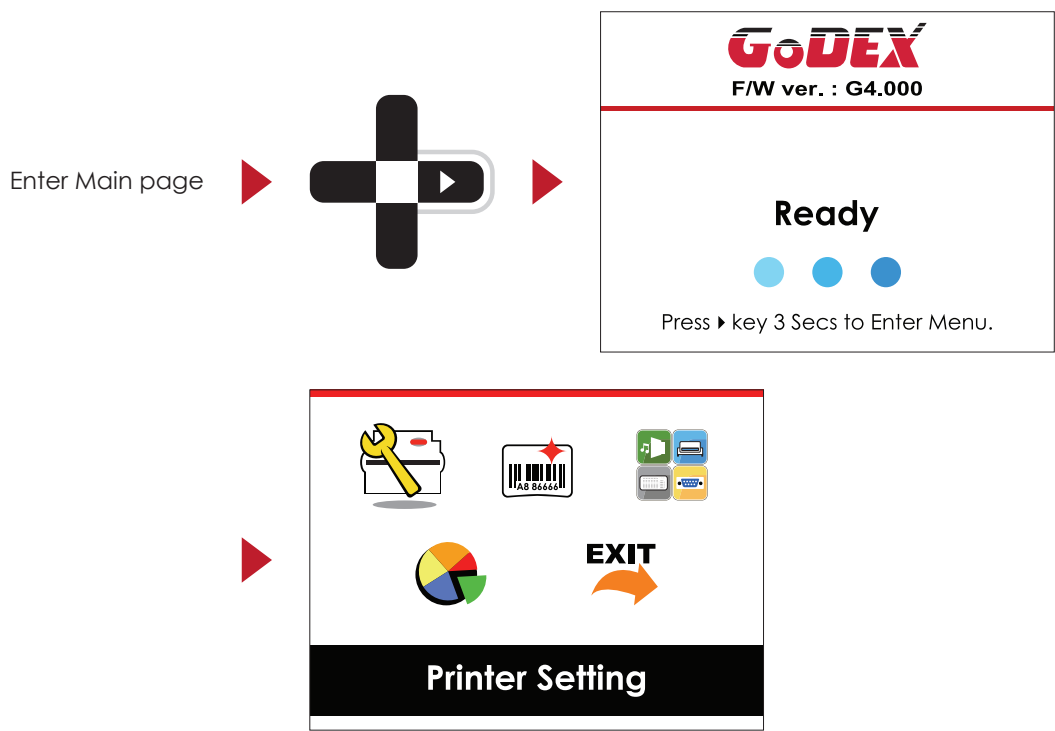 GoDEX
F/W ver. : G4.000
Enter Main page
Ready
Press key 3 Secs to Enter Menu.
A8 86666
EXIT
Printer Setting